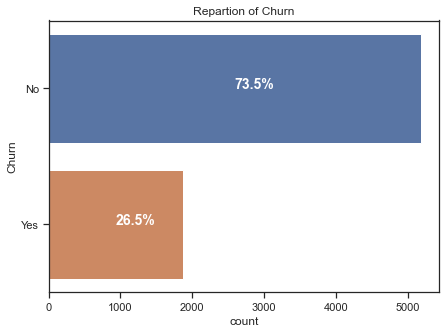 Repartion of Churn
Churn
No
73.5%
Yes
26.5%
0 1000 2000 3000 4000 5000
count